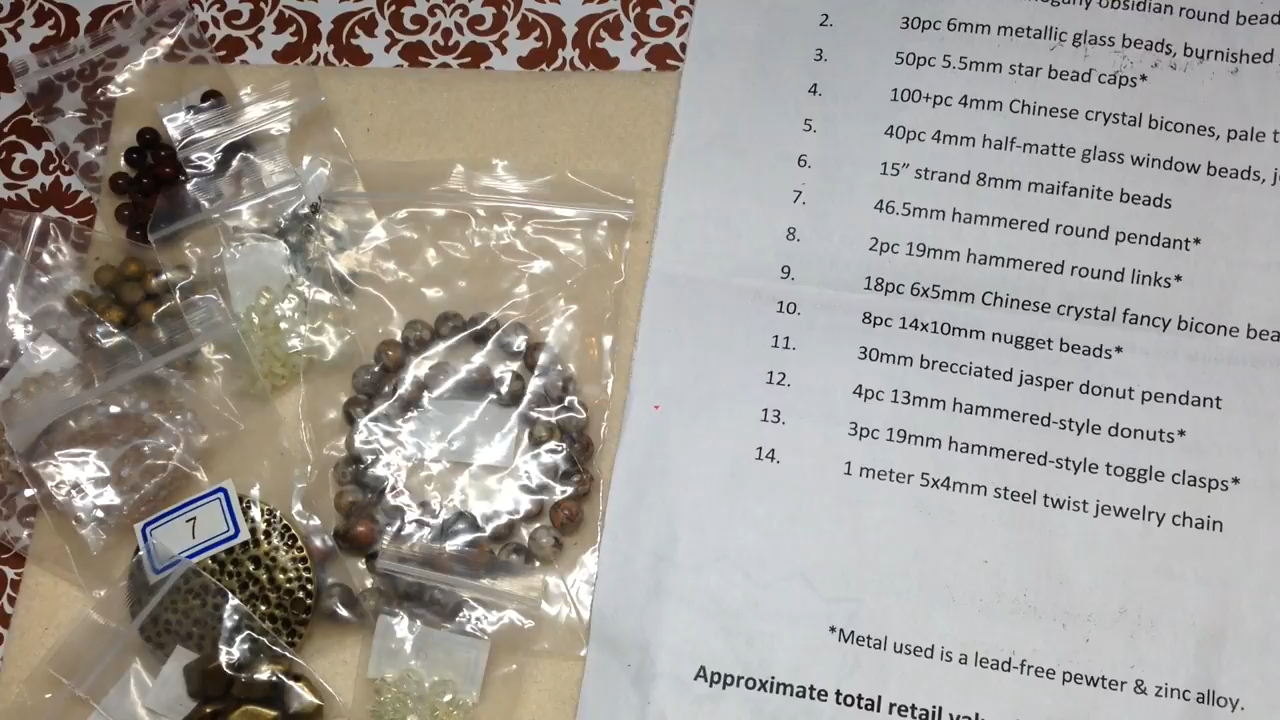 obsidian round bead
2. 30pc 6mm metallic glass beads, burnished
3. 50pc 5.5mm star bead caps*
4. 100+pc 4mm Chinese crystal bicones, pale t
5. 40pc 4mm half-matte glass window beads, j
6. 15” strand 8mm maifanite beads
7. 46.5mm hammered round pendant*
8. 2pc 19mm hammered round links*
9. 18pc 6x5mm Chinese crystal fancy bicone bea
10. 8pc 14x10mm nugget beads*
11. 30mm brecciated jasper donut pendant
12. 4pc 13mm hammered-style donuts*
13. 3pc 19mm hammered-style toggle clasps*
14. 1 meter 5x4mm steel twist jewelry chain
*Metal used is a lead-free pewter & zinc alloy.
Approximate total retail
7